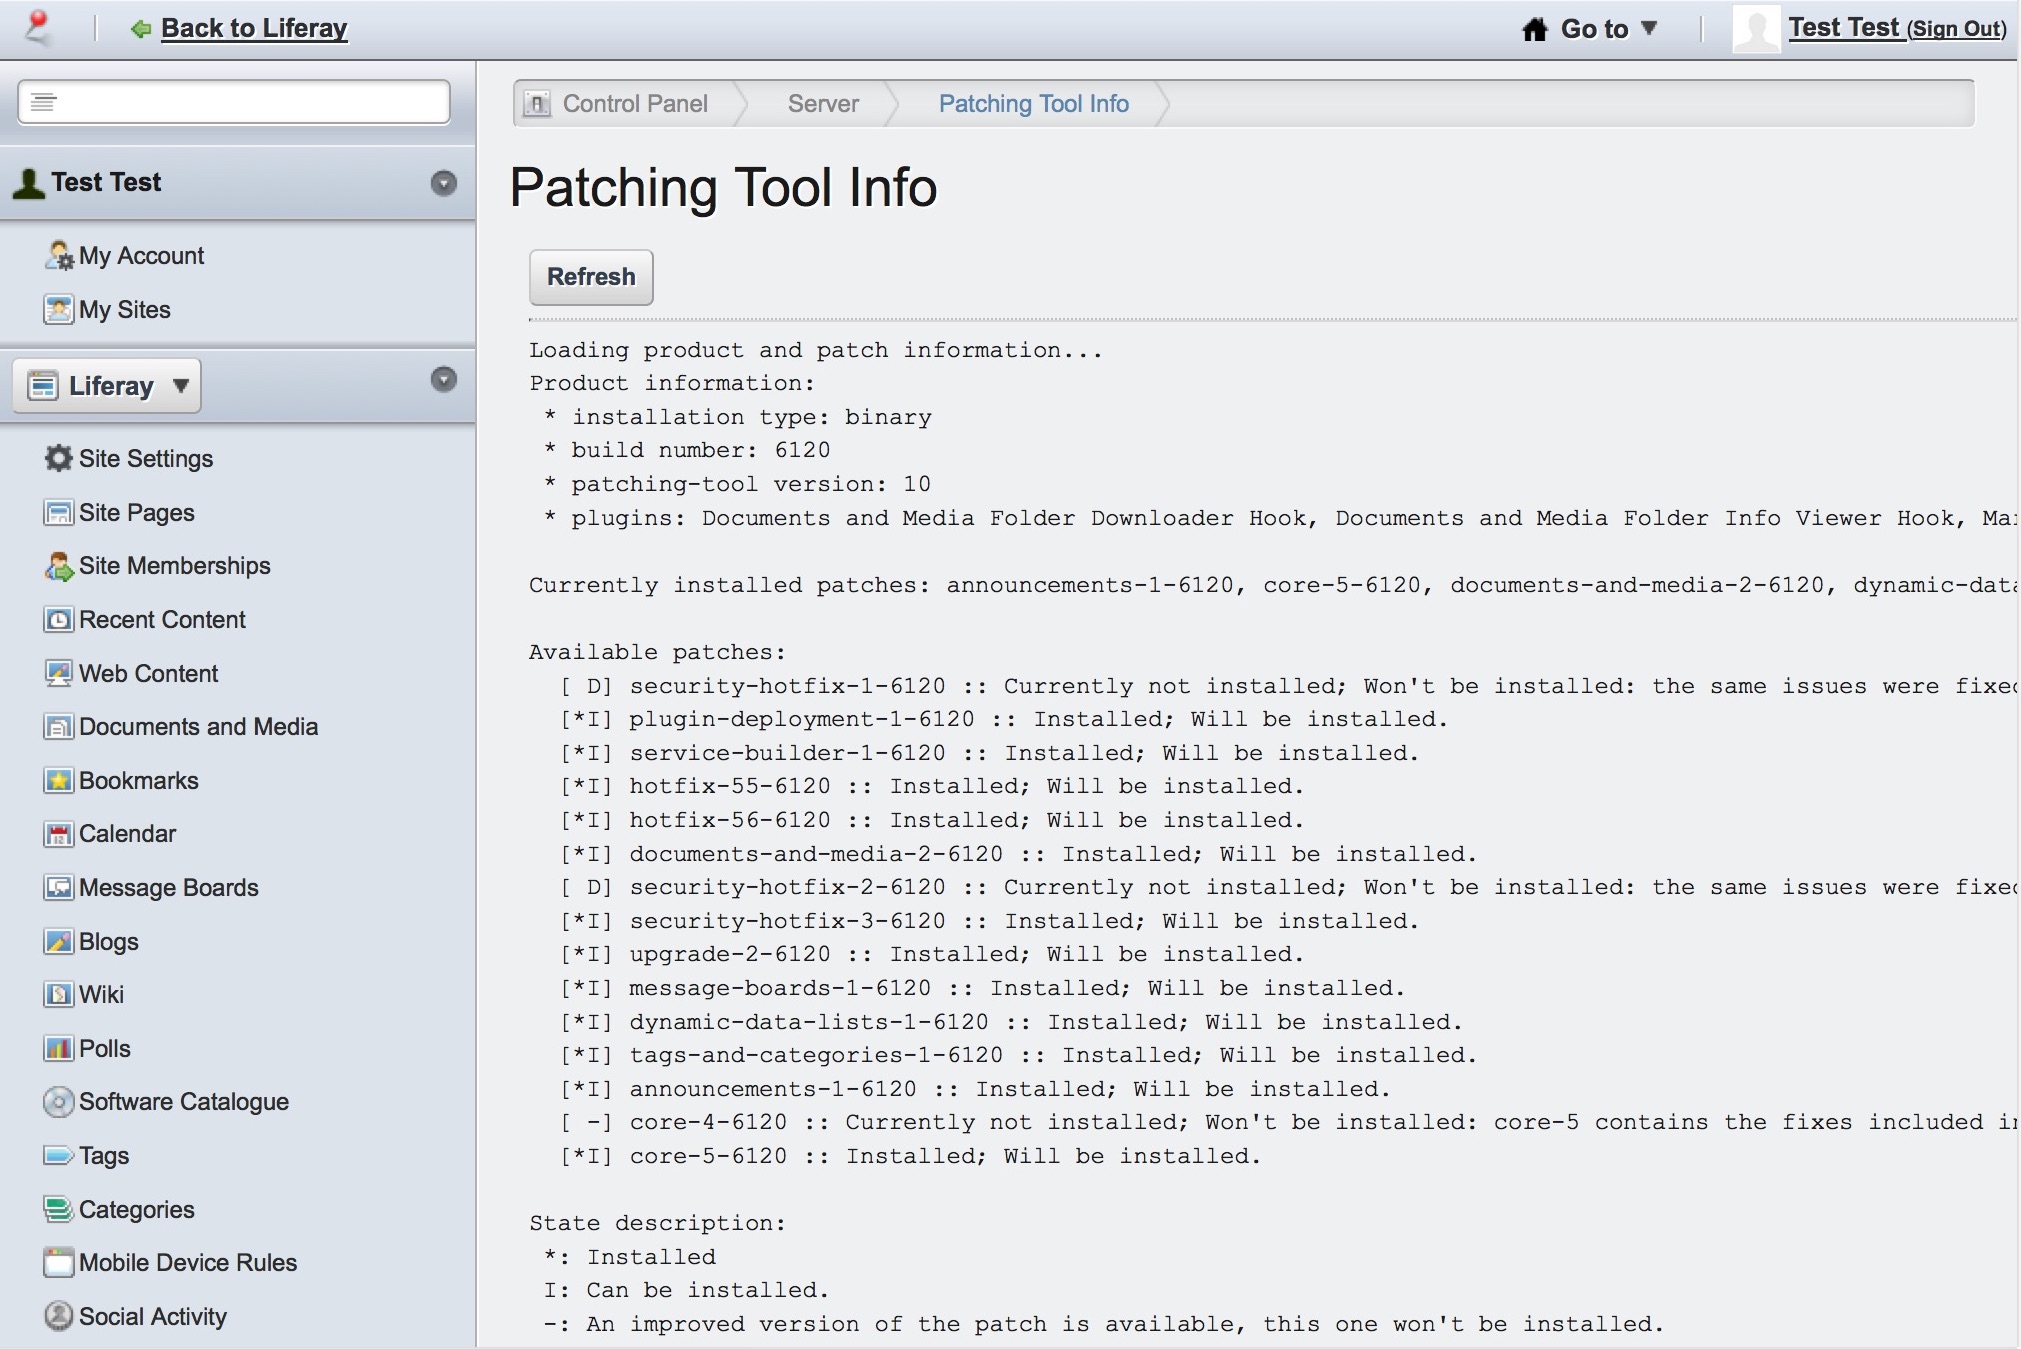 Back to Liferay
Go to
Test Test (Sign Out)
Control Panel
Server
Patching Tool Info
Test Test
My Account
My Sites
Liferay
Site Settings
Site Pages
Site Memberships
Recent Content
Web Content
Documents and Media
Bookmarks
Calendar
Message Boards
Blogs
Wiki
Polls
Software Catalogue
Tags
Categories
Mobile Device Rules
Social Activity
Patching Tool Info
Refresh
Loading product and patch information...
Product information:
* installation type: binary
* build number: 6120
* patching-tool version: 10
* plugins: Documents and Media Folder Downloader Hook, Documents and Media Folder Info Viewer Hook,
Currently installed patches: announcements-1-6120, core-5-6120, documents-and-media-2-6120,
Available patches:
[ D] security-hotfix-1-6120 :: Currently not installed; Won't be installed: the same issues were
[*I] plugin-deployment-1-6120 :: Installed; Will be installed.
[*I] service-builder-1-6120 :: Installed; Will be installed.
[*I] hotfix-55-6120 :: Installed; Will be installed.
[*I] hotfix-56-6120 :: Installed; Will be installed.
[*I] documents-and-media-2-6120 :: Installed; Will be installed.
[ D] security-hotfix-2-6120 :: Currently not installed; Won't be installed: the same issues were
[*I] security-hotfix-3-6120 :: Installed; Will be installed.
[*I] upgrade-2-6120 :: Installed; Will be installed.
[*I] message-boards-1-6120 :: Installed; Will be installed.
[*I] dynamic-data-lists-1-6120 :: Installed; Will be installed.
[*I] tags-and-categories-1-6120 :: Installed; Will be installed.
[*I] announcements-1-6120 :: Installed; Will be installed.
[ -] core-4-6120 :: Currently not installed; Won't be installed: core-5 contains the fixes included
[*I] core-5-6120 :: Installed; Will be installed.
State description:
*: Installed
I: Can be installed.
-: An improved version of the patch is available, this one won't be installed.